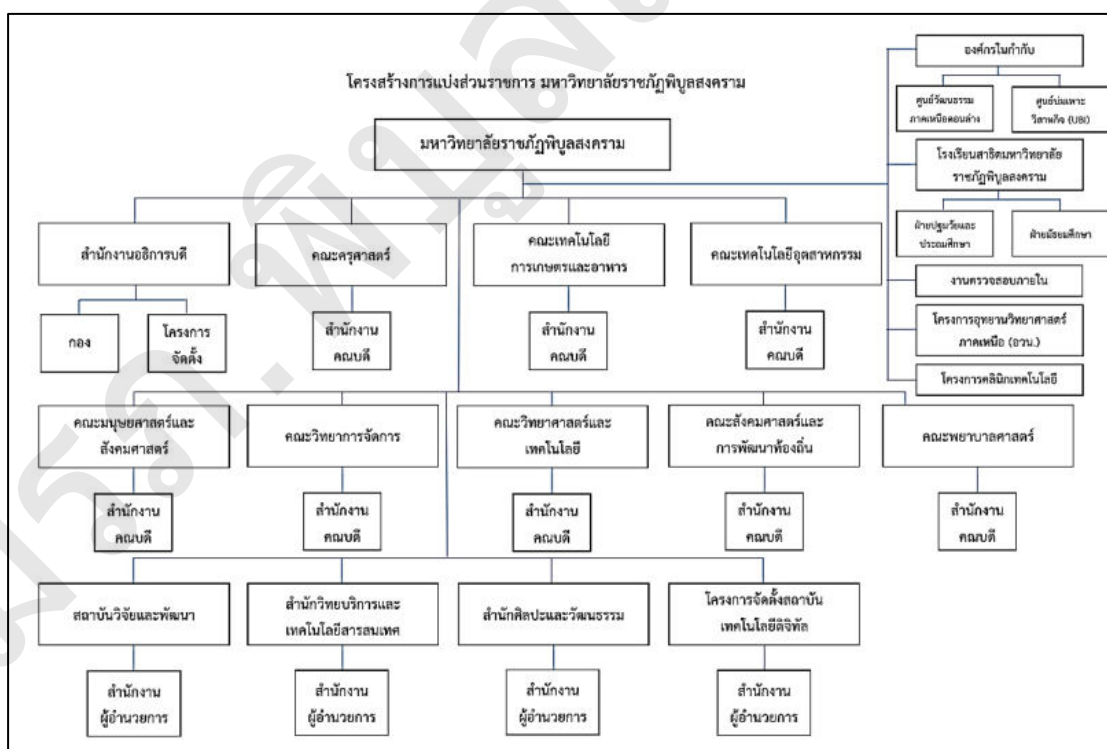 โครงสร้างการแบ่งส่วนราชการ มหาวิทยาลัยราชภัฏพิบูลสงคราม
มหาวิทยาลัยราชภัฏพิบูลสงคราม
องค์กรในกำกับ
ศูนย์วัฒนธรรม
ภาคเหนือตอนล่าง
ศูนย์บ่มเพาะ
วิสาหกิจ (UBI)
โรงเรียนสาธิตมหาวิทยาลัย
ราชภัฏพิบูลสงคราม
ฝ่ายปฐมวัยและ
ประถมศึกษา
ฝ่ายมัธยมศึกษา
งานตรวจสอบภายใน
โครงการอุทยานวิทยาศาสตร์
ภาคเหนือ (อวน.)
โครงการคลินิกเทคโนโลยี
สำนักงานอธิการบดี
กอง
โครงการ
จัดตั้ง
คณะครุศาสตร์
สำนักงาน
คณบดี
คณะเทคโนโลยี
การเกษตรและอาหาร
สำนักงาน
คณบดี
คณะเทคโนโลยีอุตสาหกรรม
สำนักงาน
คณบดี
คณะมนุษยศาสตร์และ
สังคมศาสตร์
สำนักงาน
คณบดี
คณะวิทยาการจัดการ
สำนักงาน
คณบดี
คณะวิทยาศาสตร์และ
เทคโนโลยี
สำนักงาน
คณบดี
คณะสังคมศาสตร์และ
การพัฒนาท้องถิ่น
สำนักงาน
คณบดี
คณะพยาบาลศาสตร์
สำนักงาน
คณบดี
สถาบันวิจัยและพัฒนา
สำนักงาน
ผู้อำนวยการ
สำนักวิทยบริการและ
เทคโนโลยีสารสนเทศ
สำนักงาน
ผู้อำนวยการ
สำนักศิลปะและวัฒนธรรม
สำนักงาน
ผู้อำนวยการ
โครงการจัดตั้งสถาบัน
เทคโนโลยีดิจิทัล
สำนักงาน
ผู้อำนวยการ